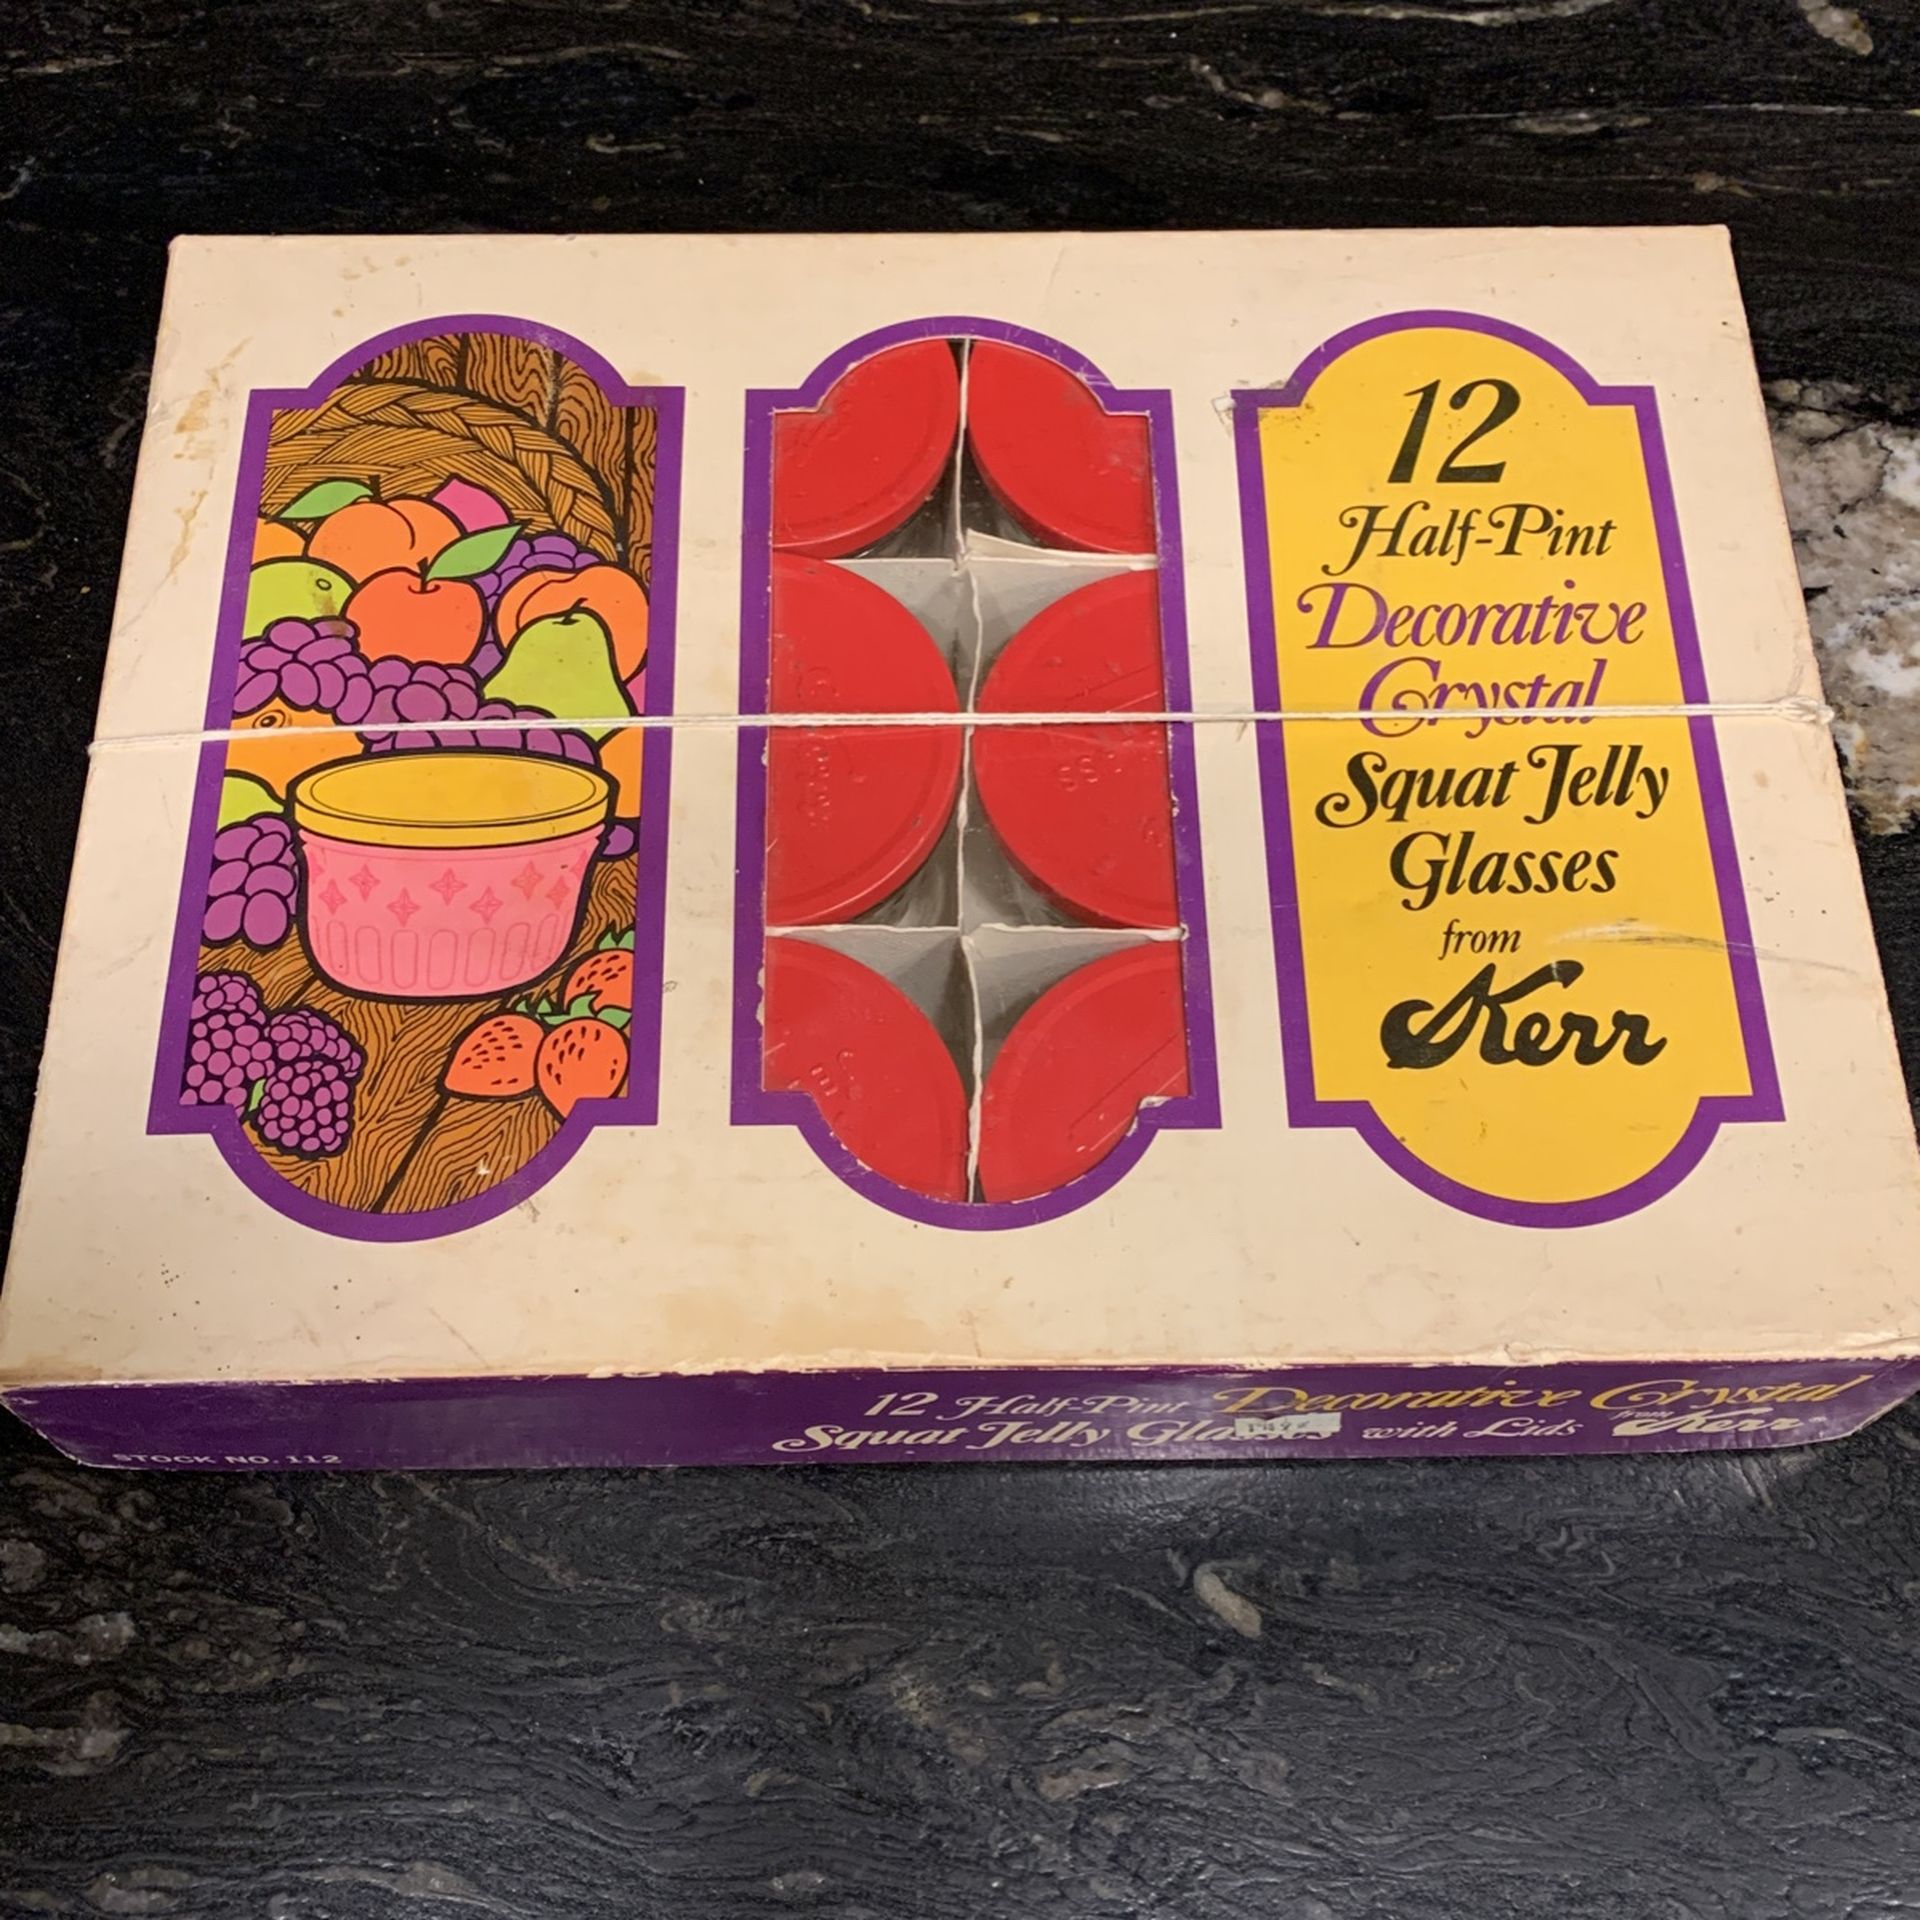 12
Half-Pint
Decorative
Crystal
Squat Jelly
Glasses
from
Kerr
12 Half-Pint Decorative Crystal
Squat Jelly Glasses with Lids from Kerr
STOCK NO. 112